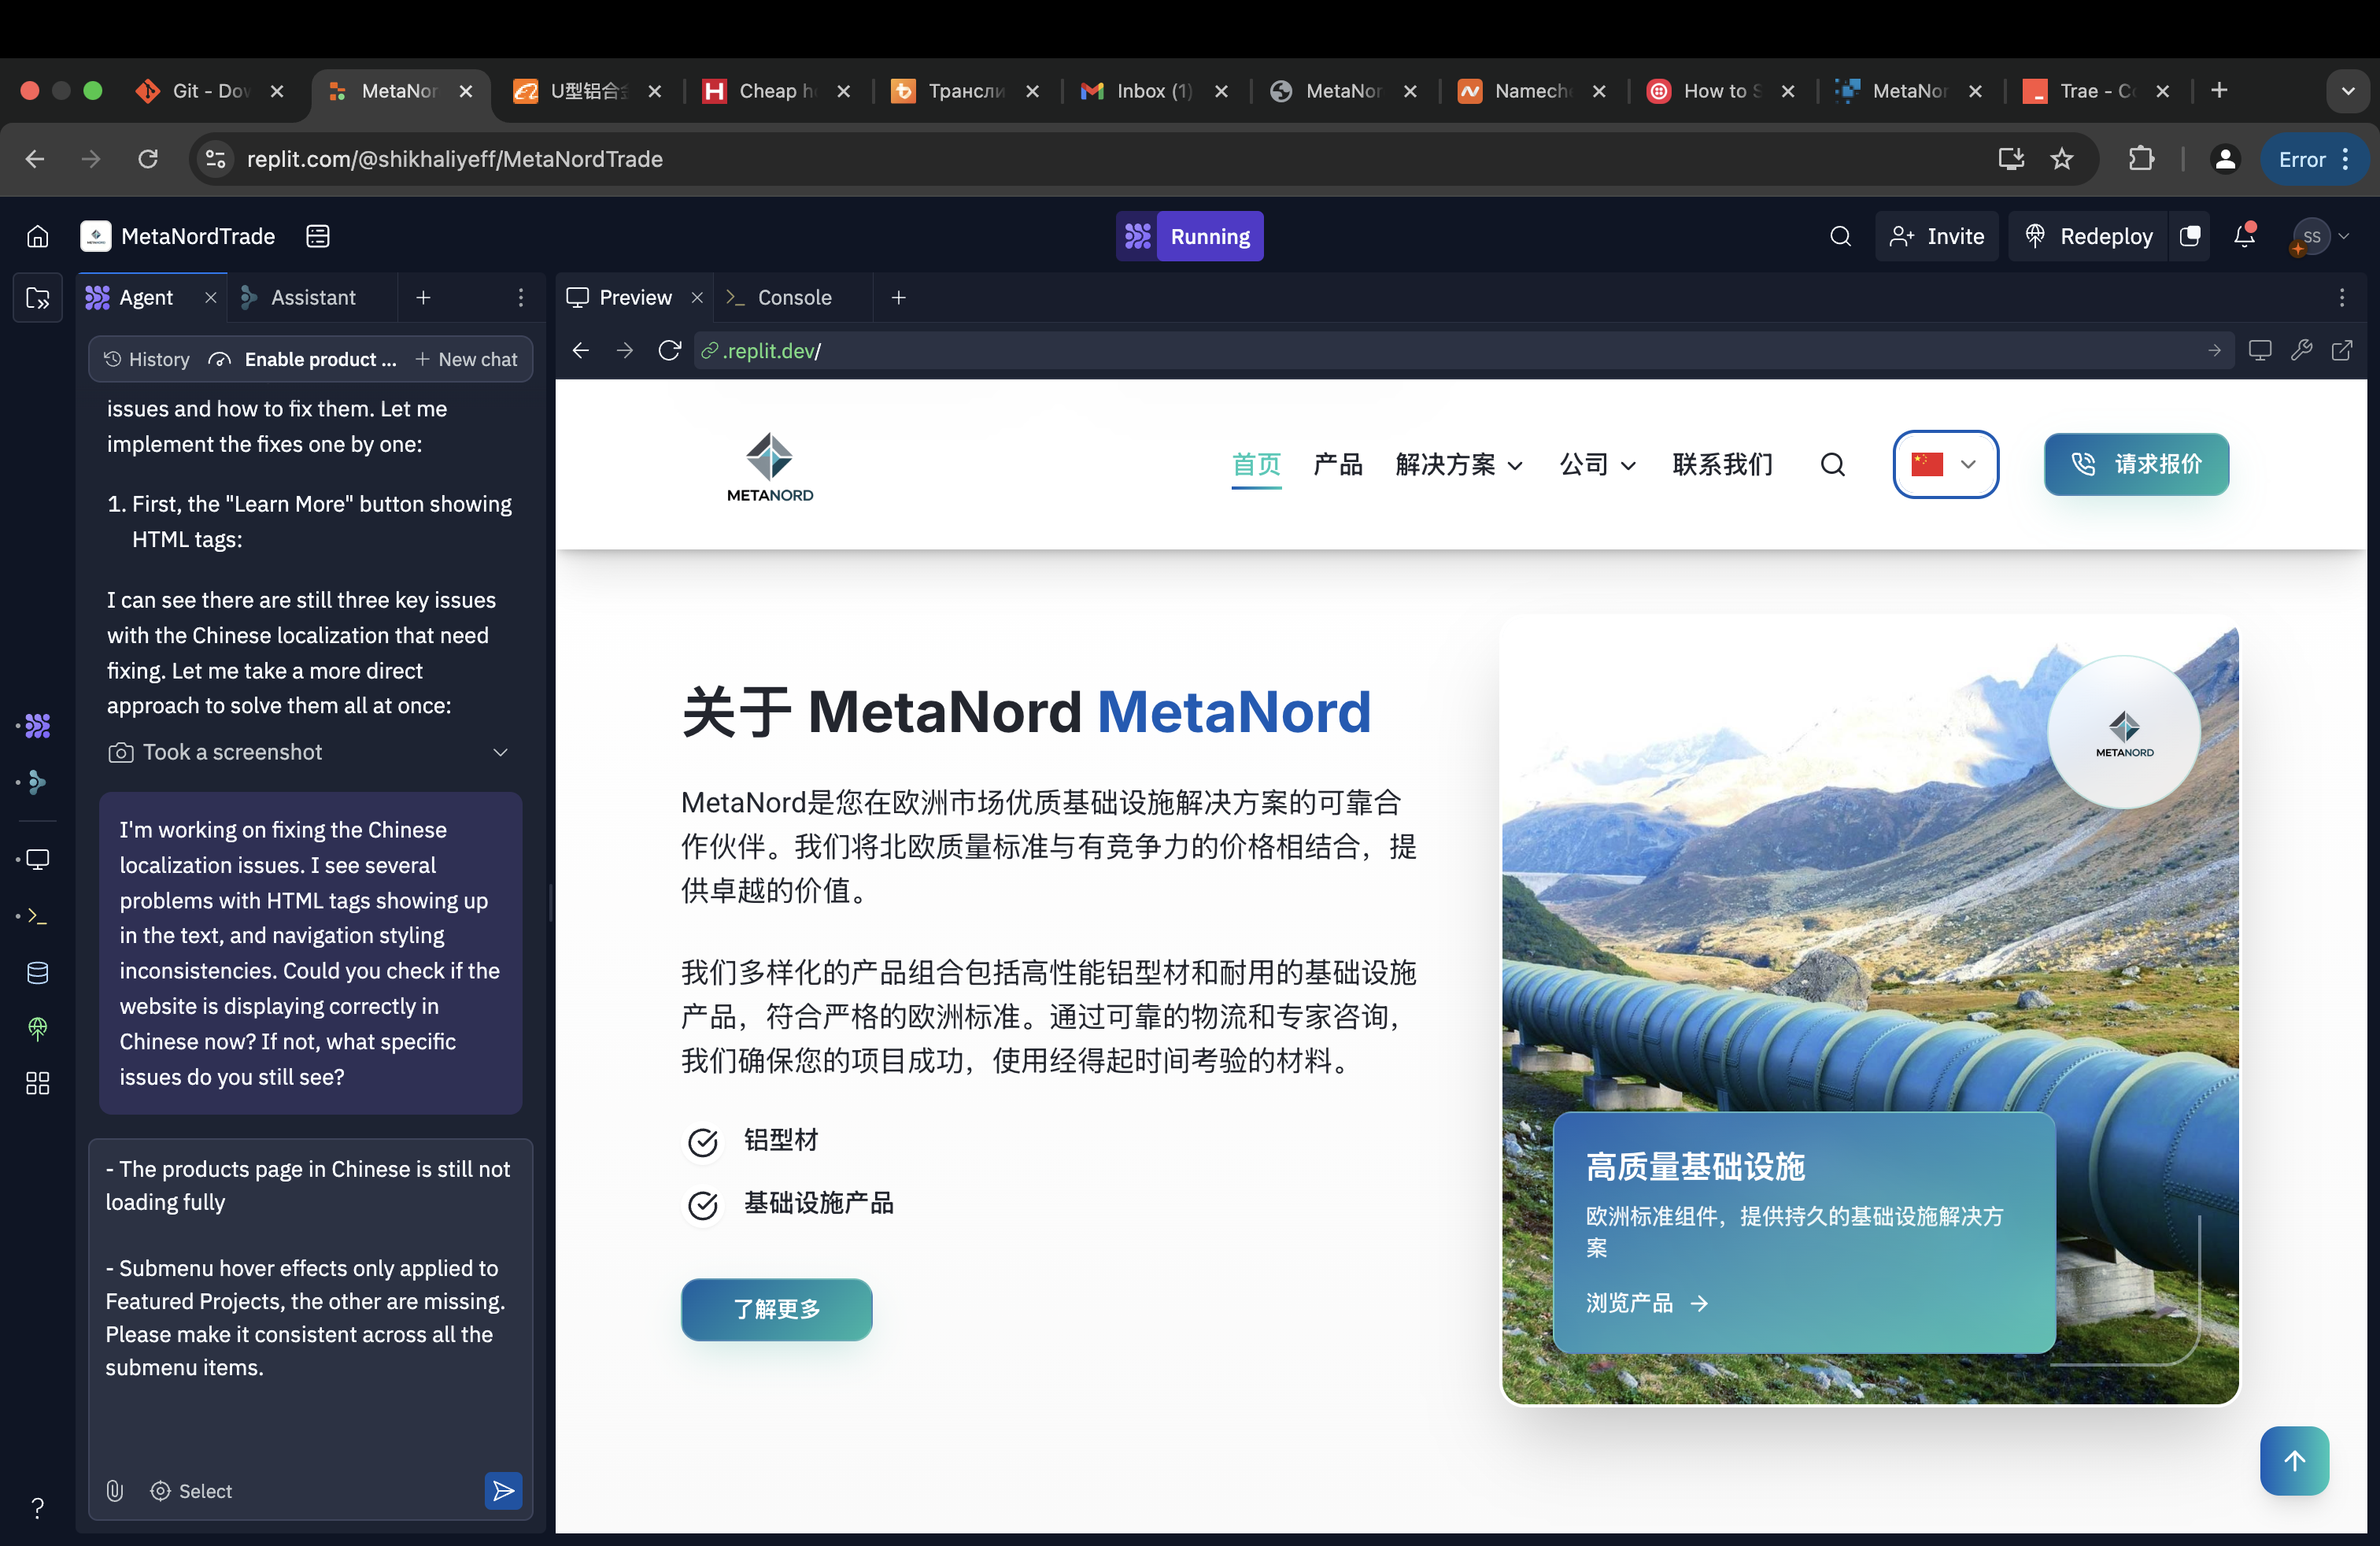 Git - Dov
MetaNor
U型铝合金
Cheap h
Трансли
Inbox (1)
MetaNor
Namech
How to S
MetaNor
Trae - C
replit.com/@shikhaliyeff/MetaNordTrade
Error
MetaNordTrade
Running
Invite
Redeploy
SS
Agent
Assistant
Preview
Console
History
Enable product ...
New chat
.replit.dev/
issues and how to fix them. Let me
implement the fixes one by one:
1. First, the "Learn More" button showing
HTML tags:
I can see there are still three key issues
with the Chinese localization that need
fixing. Let me take a more direct
approach to solve them all at once:
Took a screenshot
I'm working on fixing the Chinese
localization issues. I see several
problems with HTML tags showing up
in the text, and navigation styling
inconsistencies. Could you check if the
website is displaying correctly in
Chinese now? If not, what specific
issues do you still see?
- The products page in Chinese is still not
loading fully
- Submenu hover effects only applied to
Featured Projects, the other are missing.
Please make it consistent across all the
submenu items.
Select
METANORD
首页
产品
解决方案
公司
联系我们
请求报价
关于 MetaNord MetaNord
MetaNord是您在欧洲市场优质基础设施解决方案的可靠合
作伙伴。我们将北欧质量标准与有竞争力的价格相结合，提
供卓越的价值。
我们多样化的产品组合包括高性能铝型材和耐用的基础设施
产品，符合严格的欧洲标准。通过可靠的物流和专家咨询，
我们确保您的项目成功，使用经得起时间考验的材料。
铝型材
基础设施产品
了解更多
METANORD
高质量基础设施
欧洲标准组件，提供持久的基础设施解决方
案
浏览产品